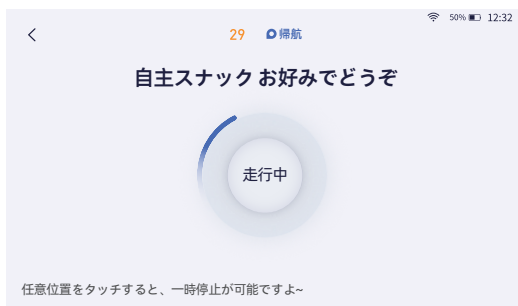 50% 12:32
29 帰航
自主スナック お好みでどうぞ
走行中
任意位置をタッチすると、一時停止が可能ですよ~